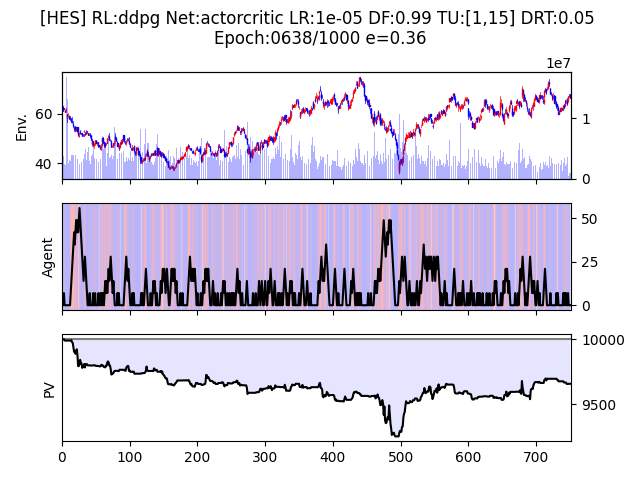 [HES] RL:ddpg Net:actorcritic LR:1e-05 DF:0.99 TU:[1,15] DRT:0.05
Epoch:0638/1000 e=0.36
1e7
Env.
60
40
1
0
Agent
50
25
0
PV
10000
9500
0 100 200 300 400 500 600 700